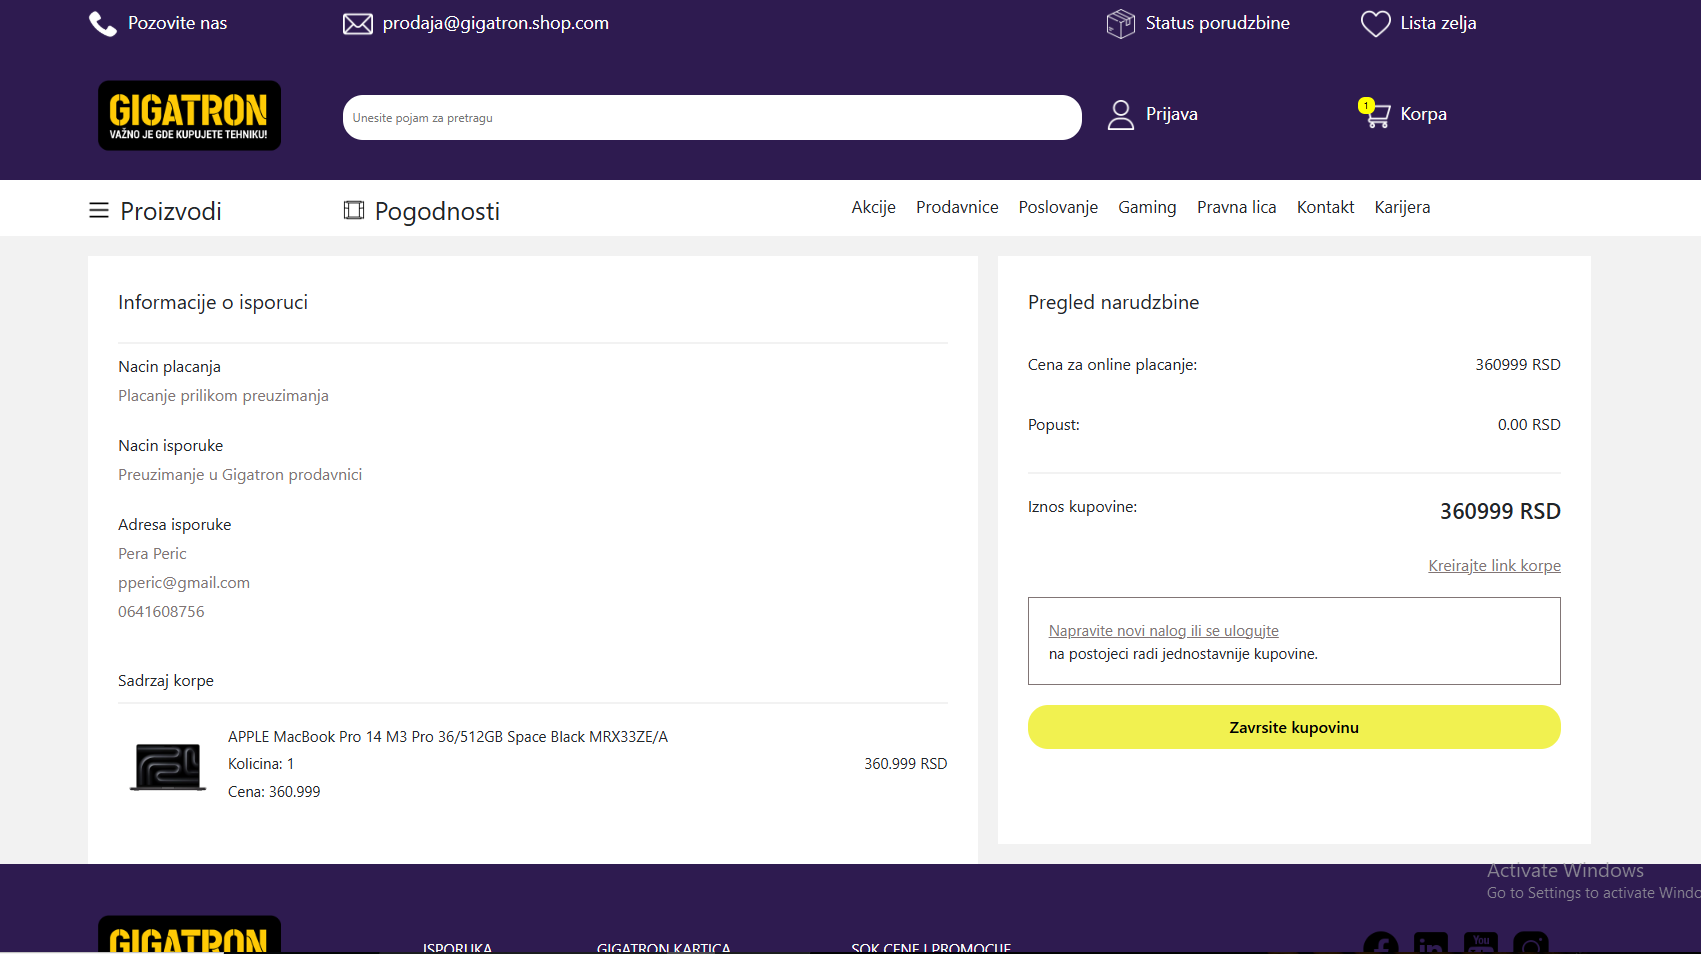 Pozovite nas
prodaja@gigatron.shop.com
Status porudzbine
Lista zelja
GIGATRON
VAŽNO JE GDE KUPUJETE TEHNIKU!
Unesite pojam za pretragu
Prijava
1
Korpa
Proizvodi
Pogodnosti
Akcije
Prodavnice
Poslovanje
Gaming
Pravna lica
Kontakt
Karijera
Informacije o isporuci
Nacin placanja
Placanje prilikom preuzimanja
Nacin isporuke
Preuzimanje u Gigatron prodavnici
Adresa isporuke
Pera Peric
pperic@gmail.com
0641608756
Sadrzaj korpe
APPLE MacBook Pro 14 M3 Pro 36/512GB Space Black MRX33ZE/A
Kolicina: 1
360.999 RSD
Cena: 360.999
Pregled narudzbine
Cena za online placanje: 360999 RSD
Popust: 0.00 RSD
Iznos kupovine: 360999 RSD
Kreirajte link korpe
Napravite novi nalog ili se ulogujte
na postojeci radi jednostavnije kupovine.
Zavrsite kupovinu
Activate Windows
Go to Settings to activate Windo
GIGATRON
ISPORUKA
GIGATRON KARTICA
SOK CENE I PROMOCIJE
You